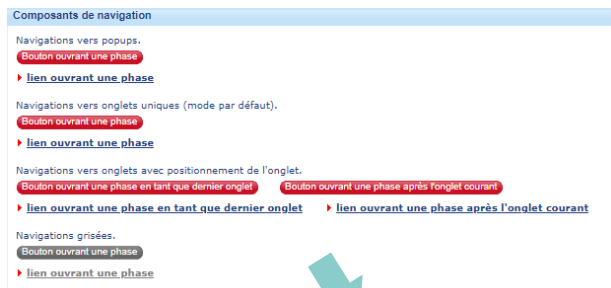 Composants de navigation
Navigations vers popups.
Bouton ouvrant une phase
lien ouvrant une phase
Navigations vers onglets uniques (mode par défaut).
Bouton ouvrant une phase
lien ouvrant une phase
Navigations vers onglets avec positionnement de l'onglet.
Bouton ouvrant une phase en tant que dernier onglet Bouton ouvrant une phase après l'onglet courant
lien ouvrant une phase en tant que dernier onglet lien ouvrant une phase après l'onglet courant
Navigations grisées.
Bouton ouvrant une phase
lien ouvrant une phase